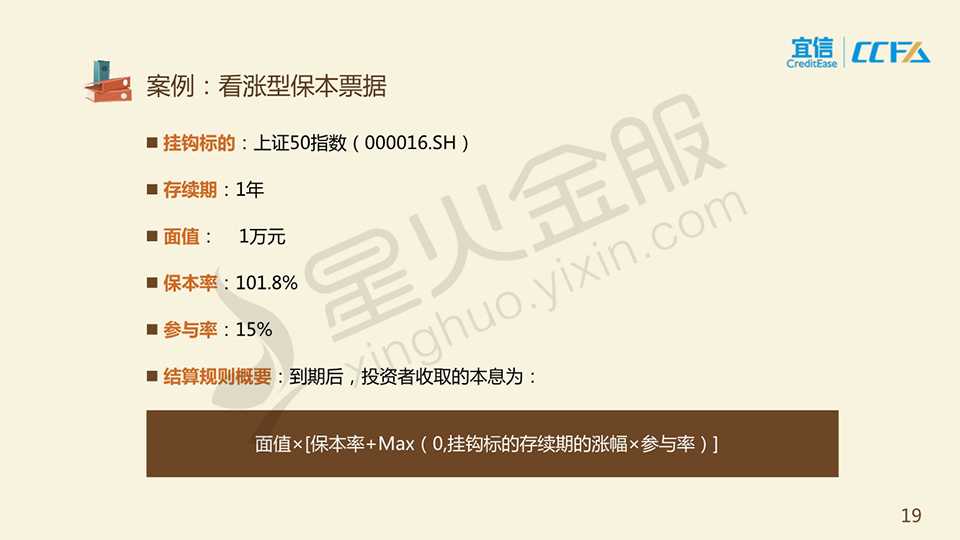 宜信
CreditEase
CCFA
案例：看涨型保本票据
挂钩标的：上证50指数（000016.SH）
存续期：1年
面值： 1万元
保本率：101.8%
参与率：15%
结算规则概要：到期后，投资者收取的本息为：
面值×[保本率+Max（0,挂钩标的存续期的涨幅×参与率）]
星火金服
xinghuo.yixin.com
19